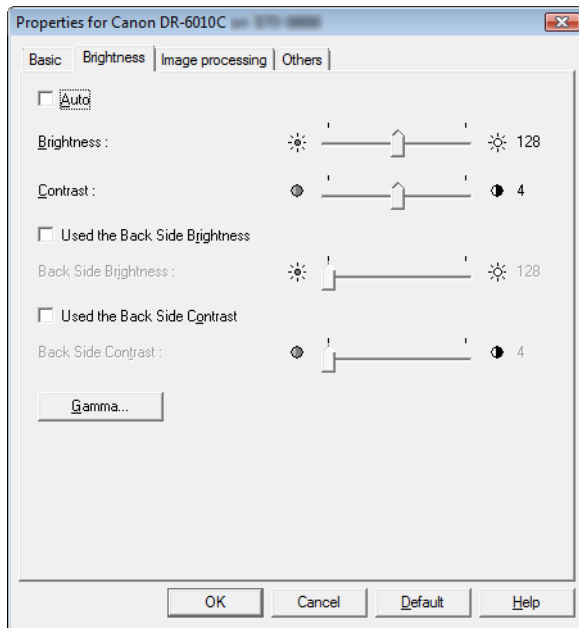 Properties for Canon DR-6010C
Basic Brightness Image processing Others
Auto
Brightness : 128
Contrast : 4
Used the Back Side Brightness
Back Side Brightness : 128
Used the Back Side Contrast
Back Side Contrast : 4
Gamma...
OK Cancel Default Help